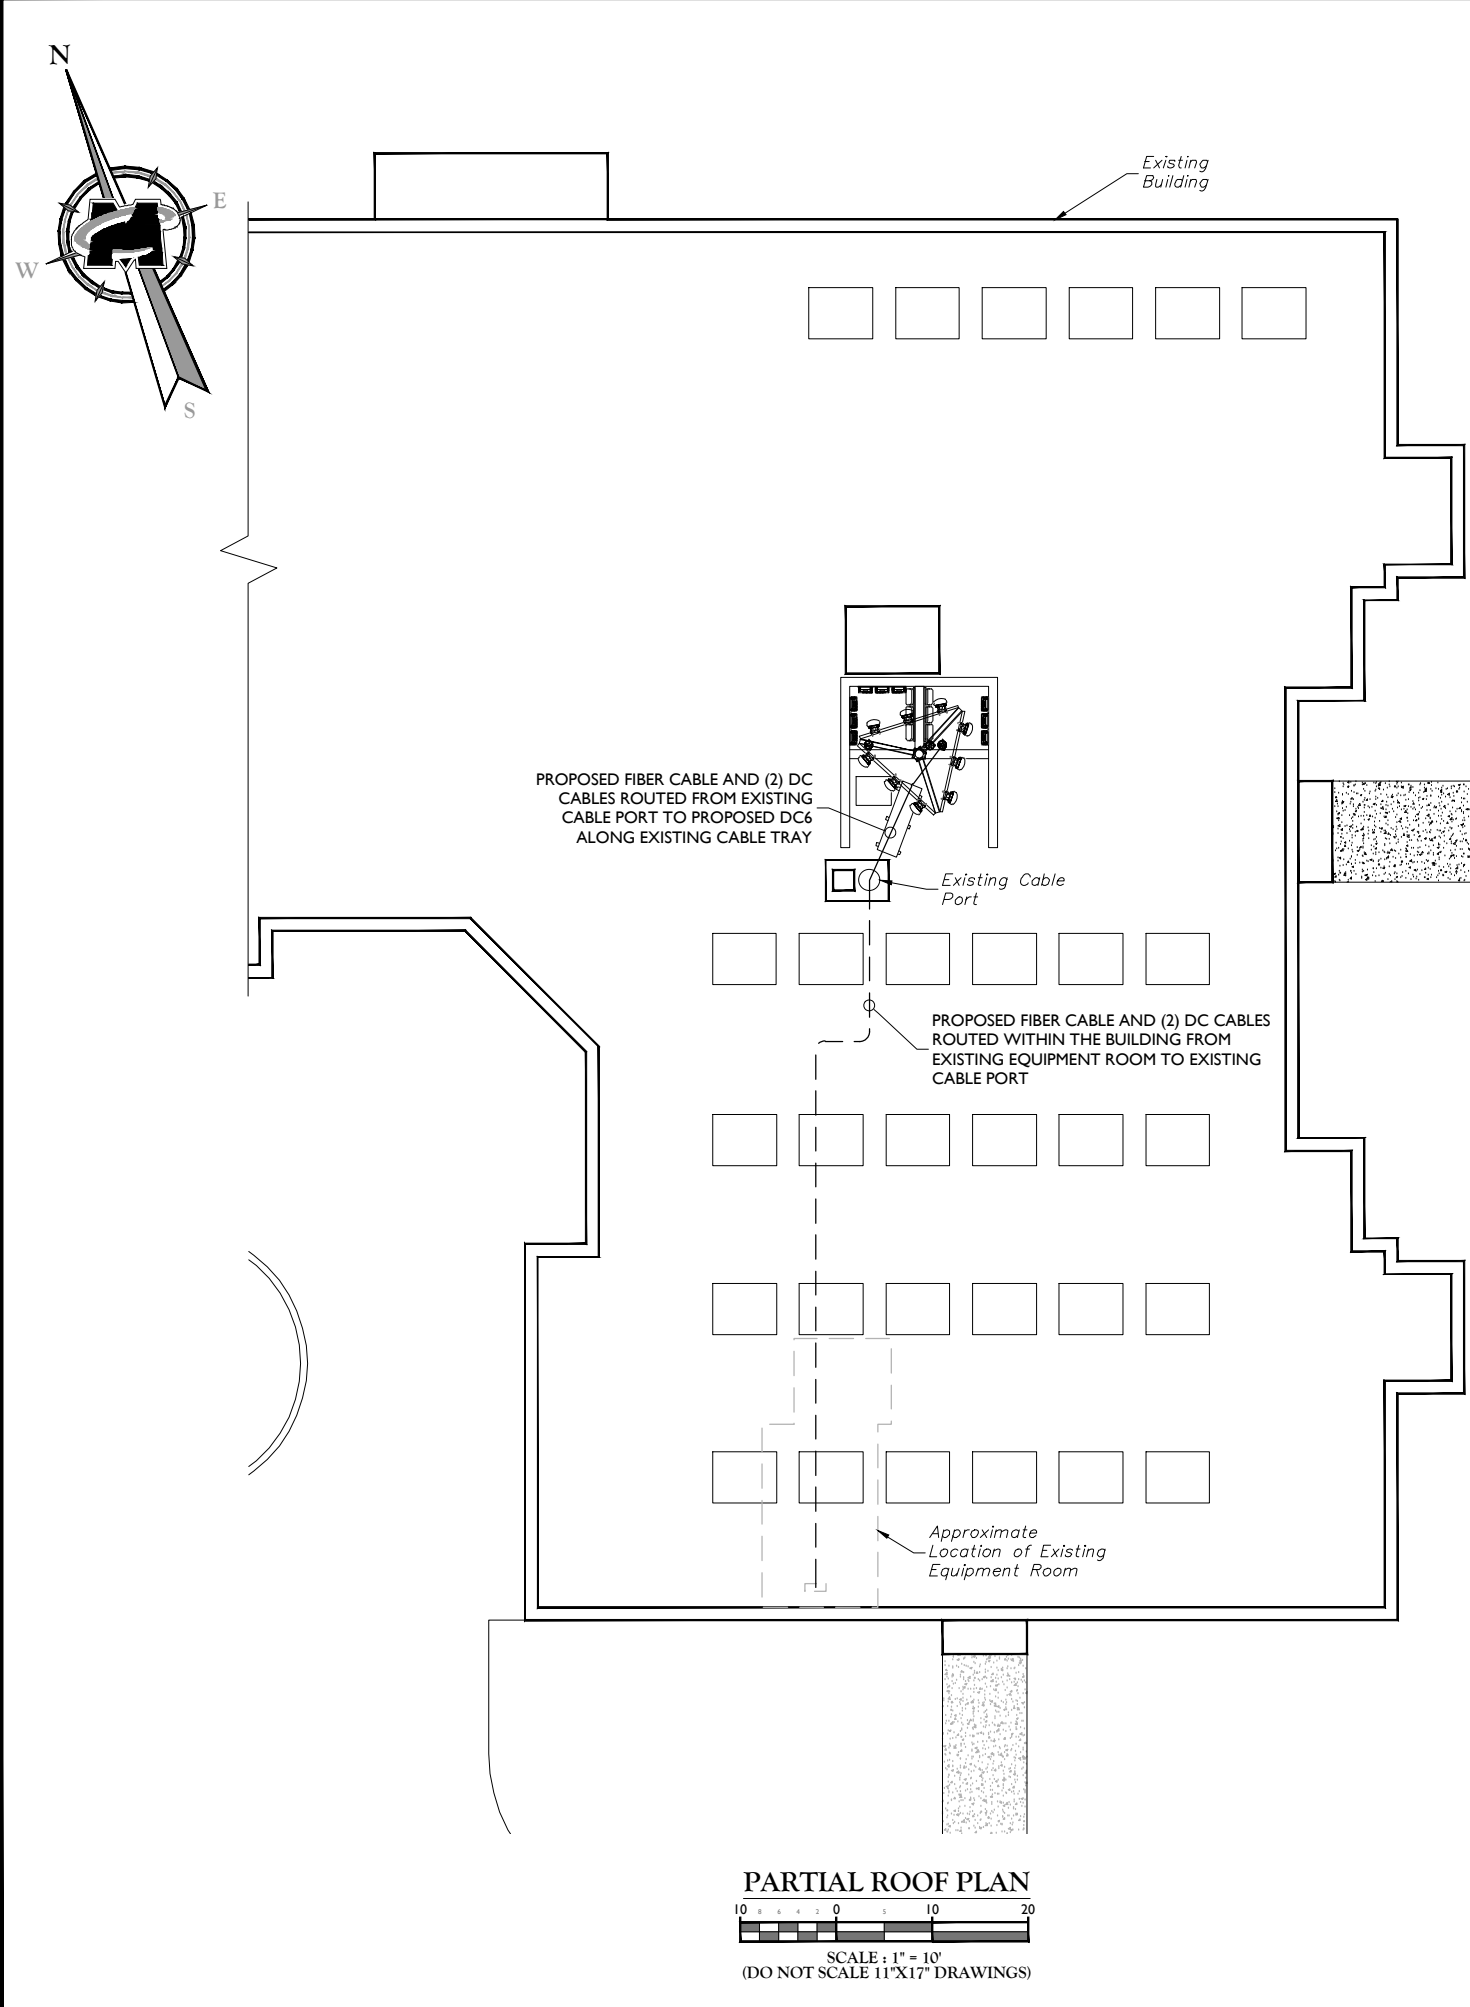 N
Existing
Building
E
W
S
PROPOSED FIBER CABLE AND (2) DC
CABLES ROUTED FROM EXISTING
CABLE PORT TO PROPOSED DC6
ALONG EXISTING CABLE TRAY
Existing Cable
Port
PROPOSED FIBER CABLE AND (2) DC CABLES
ROUTED WITHIN THE BUILDING FROM
EXISTING EQUIPMENT ROOM TO EXISTING
CABLE PORT
Approximate
Location of Existing
Equipment Room
PARTIAL ROOF PLAN
10 8 6 4 2 0 5 10 20
SCALE : 1" = 10'
(DO NOT SCALE 11"X17" DRAWINGS)